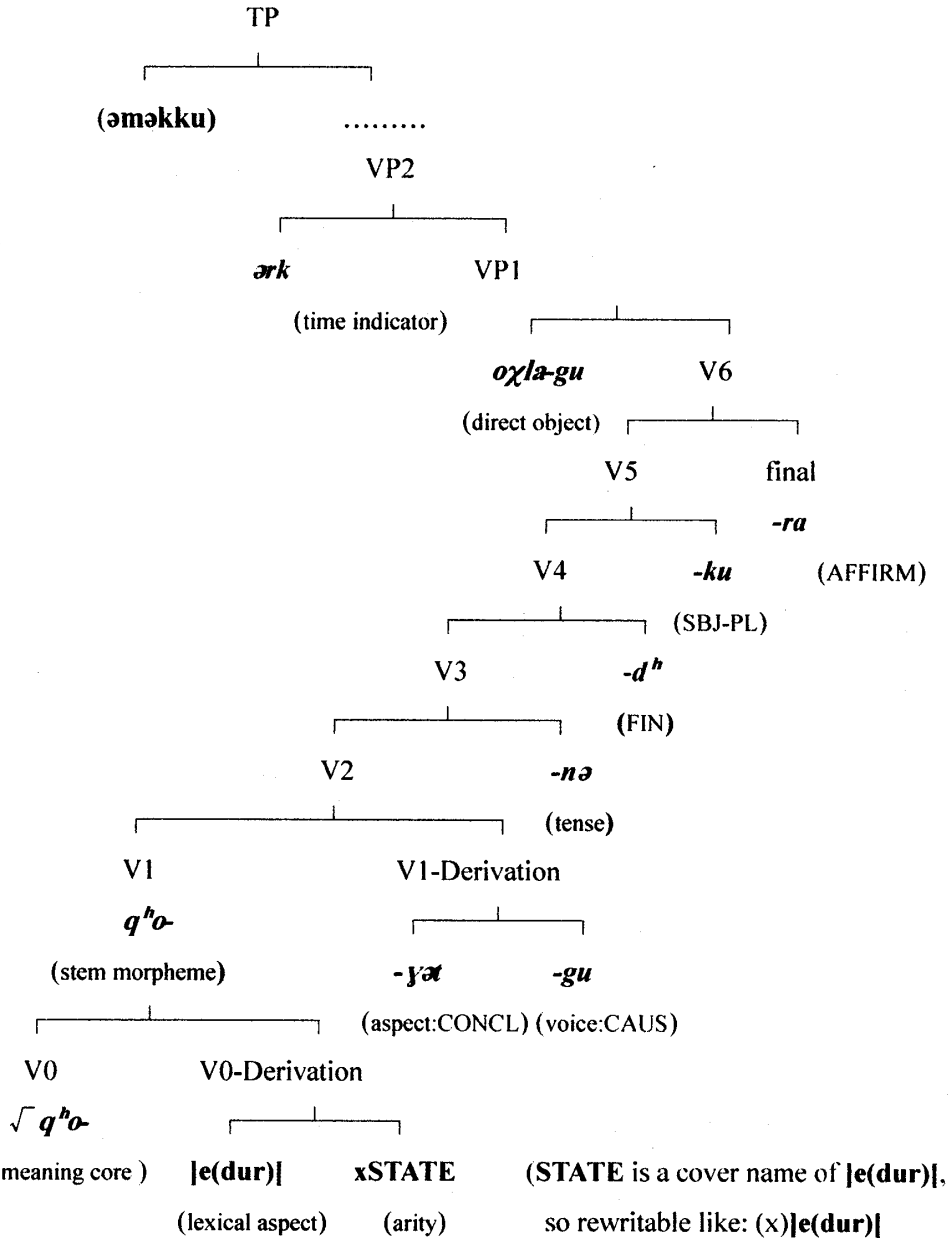 TP
(əməkku) .........
VP2
ərk VP1
(time indicator)
oχla-gu V6
(direct object)
V5 final
-ra
V4 -ku (AFFIRM)
(SBJ-PL)
V3 -dʰ
(FIN)
V2 -nə
(tense)
V1 V1-Derivation
qʰo-
(stem morpheme) -ɣət -gu
(aspect:CONCL) (voice:CAUS)
V0 V0-Derivation
√ qʰo-
meaning core ) |e(dur)| xSTATE (STATE is a cover name of |e(dur)|,
(lexical aspect) (arity) so rewritable like: (x)|e(dur)|